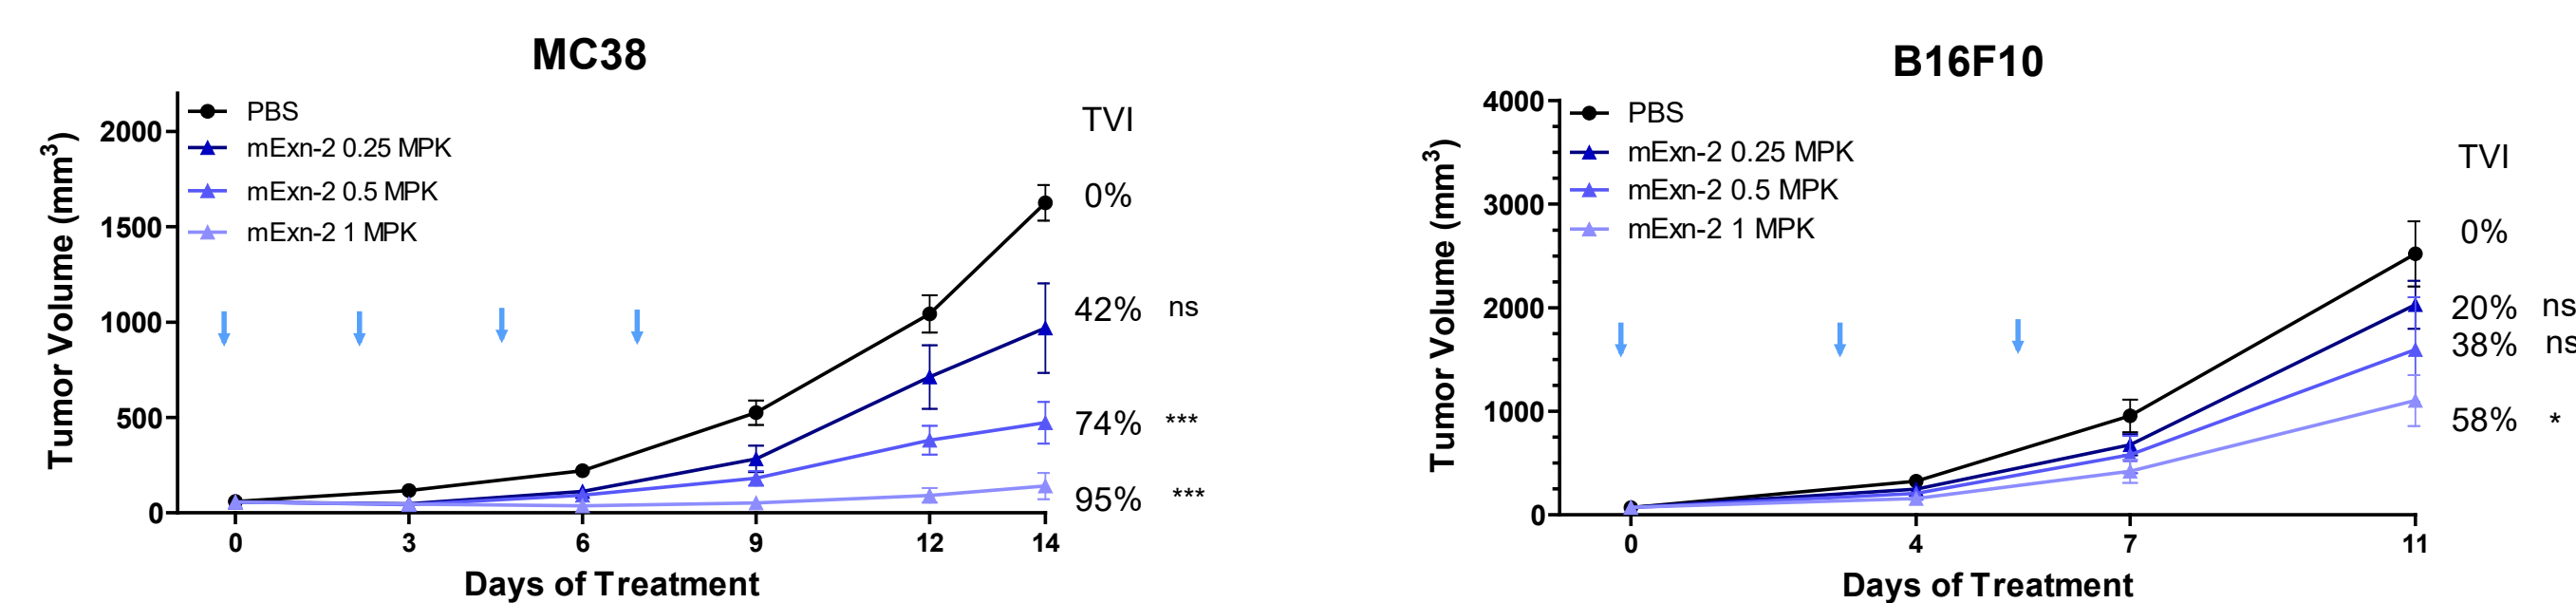 MC38
Tumor Volume (mm³)
2000
1500
1000
500
0
PBS
mExn-2 0.25 MPK
mExn-2 0.5 MPK
mExn-2 1 MPK
TVI
0%
42% ns
74% ***
95% ***
0 3 6 9 12 14
Days of Treatment
B16F10
Tumor Volume (mm³)
4000
3000
2000
1000
0
PBS
mExn-2 0.25 MPK
mExn-2 0.5 MPK
mExn-2 1 MPK
TVI
0%
20% ns
38% ns
58% *
0 4 7 11
Days of Treatment